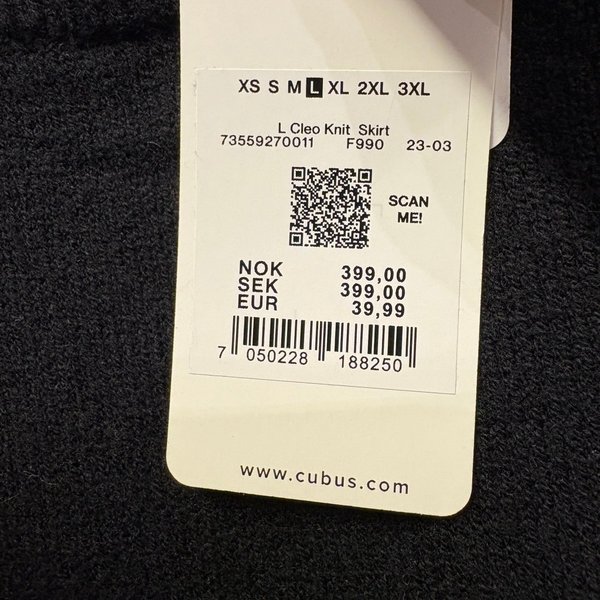 XS S M L XL 2XL 3XL
L Cleo Knit Skirt
73559270011 F990 23-03
SCAN
ME!
NOK 399,00
SEK 399,00
EUR 39,99
7 050228 188250
www.cubus.com